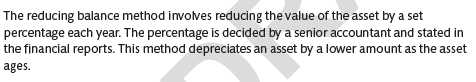 The reducing balance method involves reducing the value of the asset by a set
percentage each year. The percentage is decided by a senior accountant and stated in
the financial reports. This method depreciates an asset by a lower amount as the asset
ages.